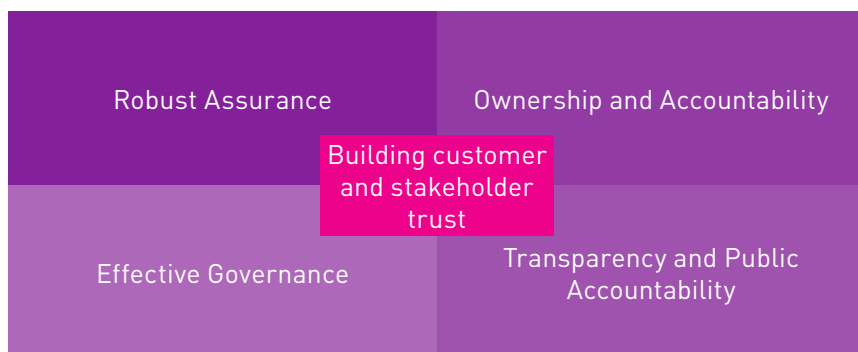 Robust Assurance
Ownership and Accountability
Building customer
and stakeholder
trust
Effective Governance
Transparency and Public
Accountability